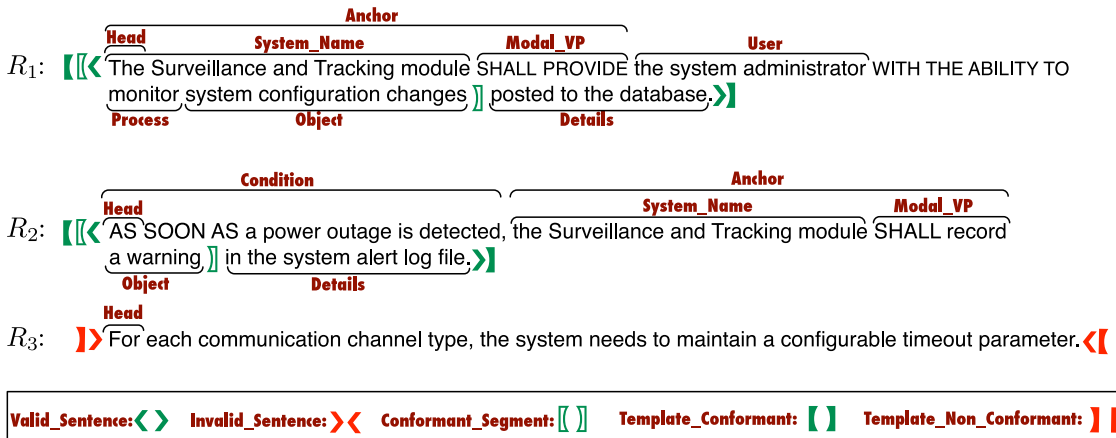 Anchor
Head System_Name Modal_VP User
R1: The Surveillance and Tracking module SHALL PROVIDE the system administrator WITH THE ABILITY TO
monitor system configuration changes posted to the database.
Process Object Details
Condition Anchor
Head System_Name Modal_VP
R2: AS SOON AS a power outage is detected, the Surveillance and Tracking module SHALL record
a warning in the system alert log file.
Object Details
Head
R3: For each communication channel type, the system needs to maintain a configurable timeout parameter.
Valid_Sentence: Invalid_Sentence: Conformant_Segment: Template_Conformant: Template_Non_Conformant: